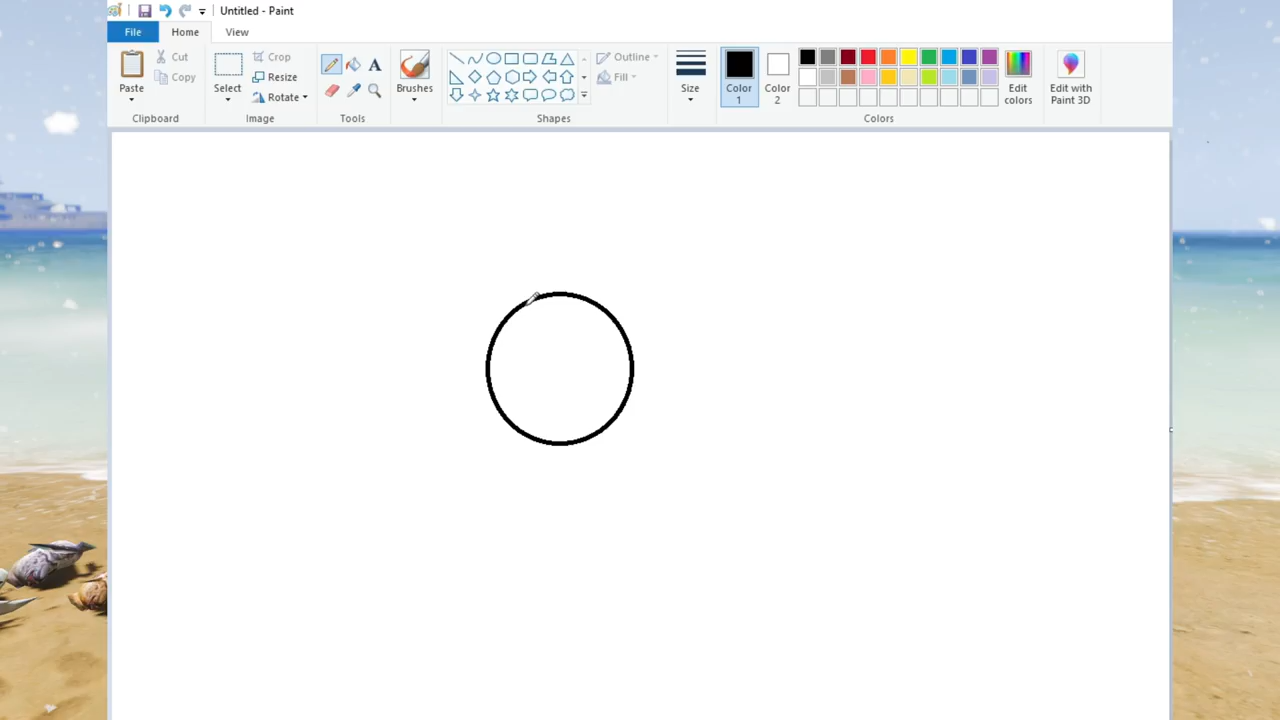 Untitled - Paint
File Home View
Paste
Cut
Copy
Clipboard
Select
Crop
Resize
Rotate
Image
A
Tools
Brushes
Outline
Fill
Shapes
Size
Color 1
Color 2
Edit colors
Colors
Edit with Paint 3D